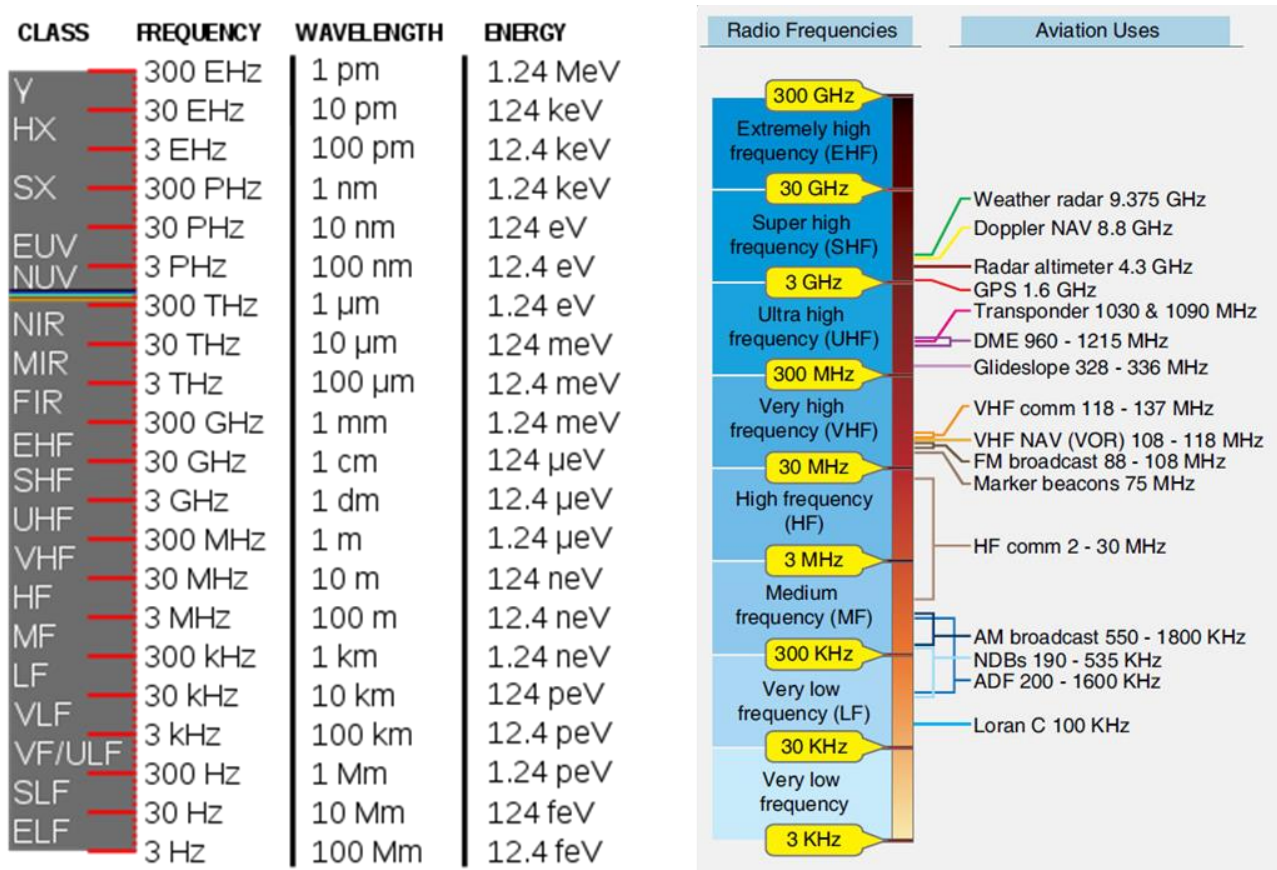 CLASS FREQUENCY WAVELENGTH ENERGY
300 EHz 1 pm 1.24 MeV
Y
30 EHz 10 pm 124 keV
HX
3 EHz 100 pm 12.4 keV
SX 300 PHz 1 nm 1.24 keV
30 PHz 10 nm 124 eV
EUV
3 PHz 100 nm 12.4 eV
NUV
300 THz 1 µm 1.24 eV
NIR
30 THz 10 µm 124 meV
MIR
3 THz 100 µm 12.4 meV
FIR
300 GHz 1 mm 1.24 meV
EHF
30 GHz 1 cm 124 µeV
SHF
3 GHz 1 dm 12.4 µeV
UHF
300 MHz 1 m 1.24 µeV
VHF
30 MHz 10 m 124 neV
HF
3 MHz 100 m 12.4 neV
MF
300 kHz 1 km 1.24 neV
LF
30 kHz 10 km 124 peV
VLF
3 kHz 100 km 12.4 peV
VF/ULF
300 Hz 1 Mm 1.24 peV
SLF
30 Hz 10 Mm 124 feV
ELF
3 Hz 100 Mm 12.4 feV
Radio Frequencies
Aviation Uses
300 GHz
Extremely high
frequency (EHF)
30 GHz
Super high
frequency (SHF)
3 GHz
Ultra high
frequency (UHF)
300 MHz
Very high
frequency (VHF)
30 MHz
High frequency
(HF)
3 MHz
Medium
frequency (MF)
300 KHz
Very low
frequency (LF)
30 KHz
Very low
frequency
3 KHz
Weather radar 9.375 GHz
Doppler NAV 8.8 GHz
Radar altimeter 4.3 GHz
GPS 1.6 GHz
Transponder 1030 & 1090 MHz
DME 960 - 1215 MHz
Glideslope 328 - 336 MHz
VHF comm 118 - 137 MHz
VHF NAV (VOR) 108 - 118 MHz
FM broadcast 88 - 108 MHz
Marker beacons 75 MHz
HF comm 2 - 30 MHz
AM broadcast 550 - 1800 KHz
NDBs 190 - 535 KHz
ADF 200 - 1600 KHz
Loran C 100 KHz